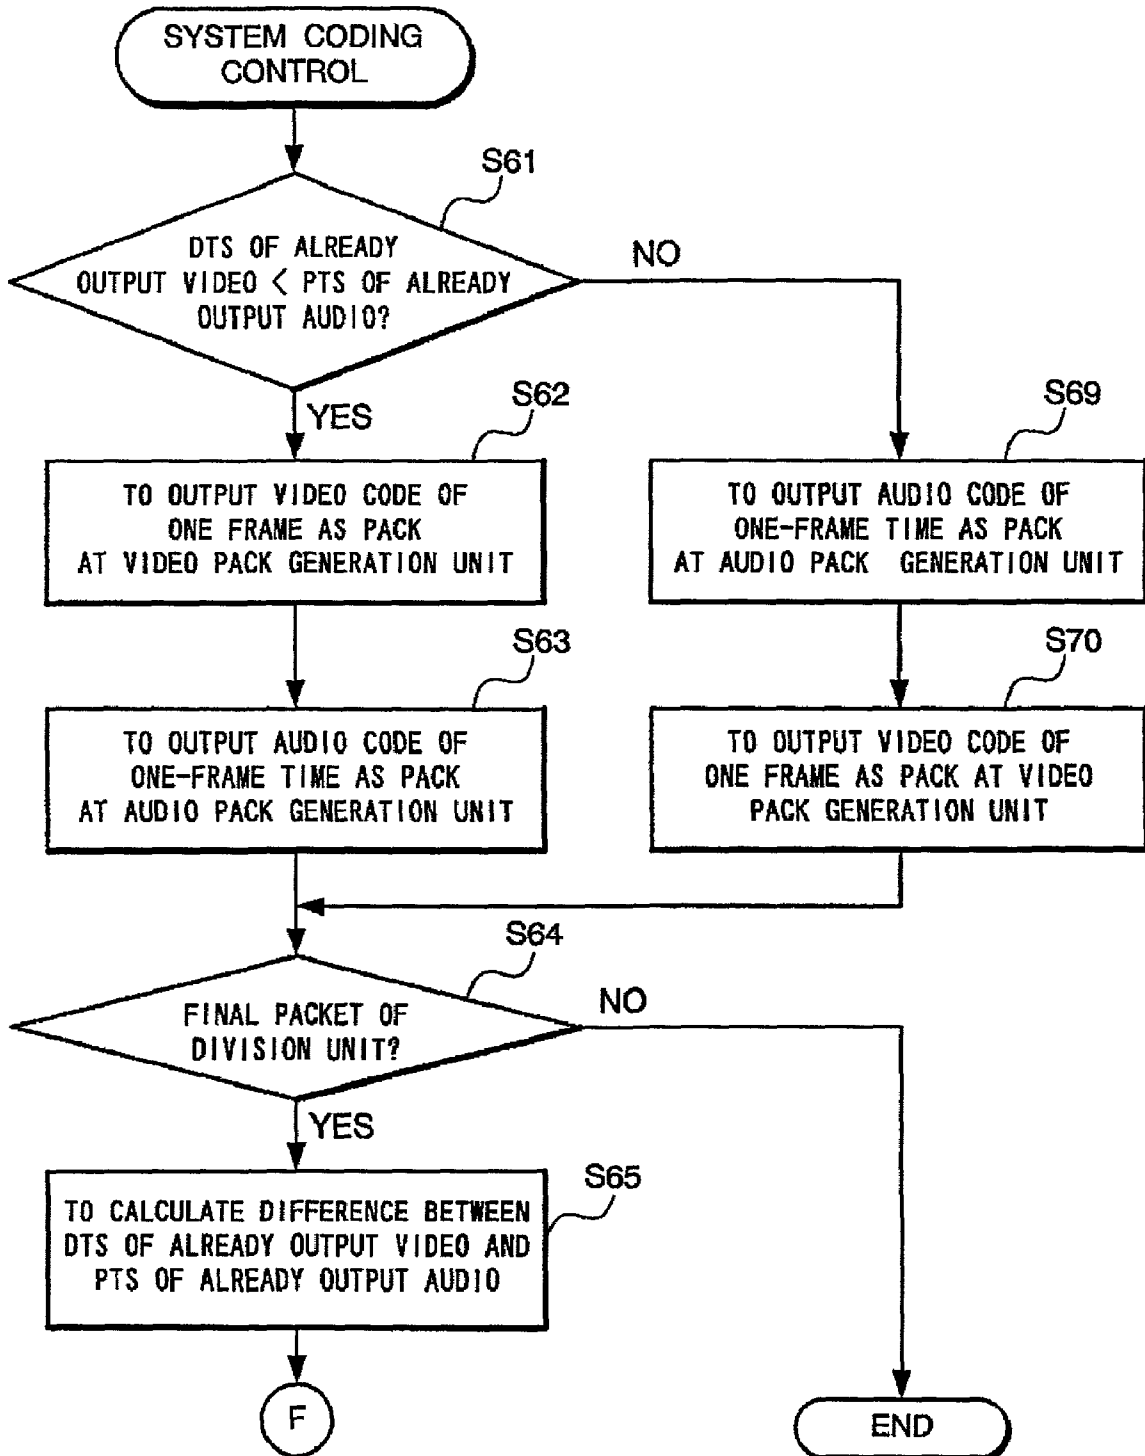 SYSTEM CODING
CONTROL
S61
DTS OF ALREADY
OUTPUT VIDEO < PTS OF ALREADY
OUTPUT AUDIO?
NO
YES
S62
TO OUTPUT VIDEO CODE OF
ONE FRAME AS PACK
AT VIDEO PACK GENERATION UNIT
S69
TO OUTPUT AUDIO CODE OF
ONE-FRAME TIME AS PACK
AT AUDIO PACK GENERATION UNIT
S63
TO OUTPUT AUDIO CODE OF
ONE-FRAME TIME AS PACK
AT AUDIO PACK GENERATION UNIT
S70
TO OUTPUT VIDEO CODE OF
ONE FRAME AS PACK AT VIDEO
PACK GENERATION UNIT
S64
FINAL PACKET OF
DIVISION UNIT?
NO
YES
S65
TO CALCULATE DIFFERENCE BETWEEN
DTS OF ALREADY OUTPUT VIDEO AND
PTS OF ALREADY OUTPUT AUDIO
F
END